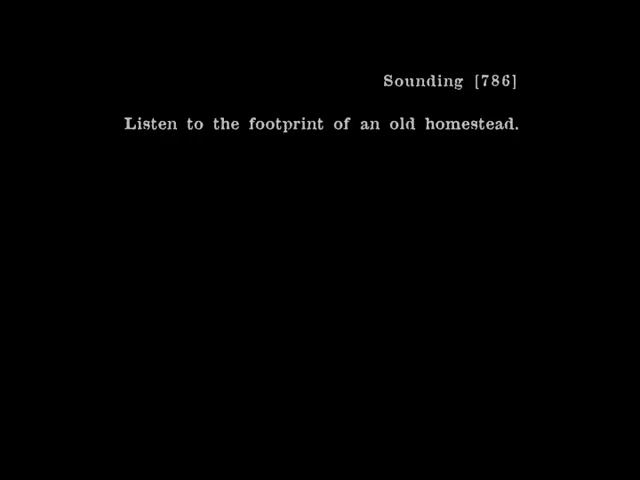 Sounding [786]
Listen to the footprint of an old homestead.